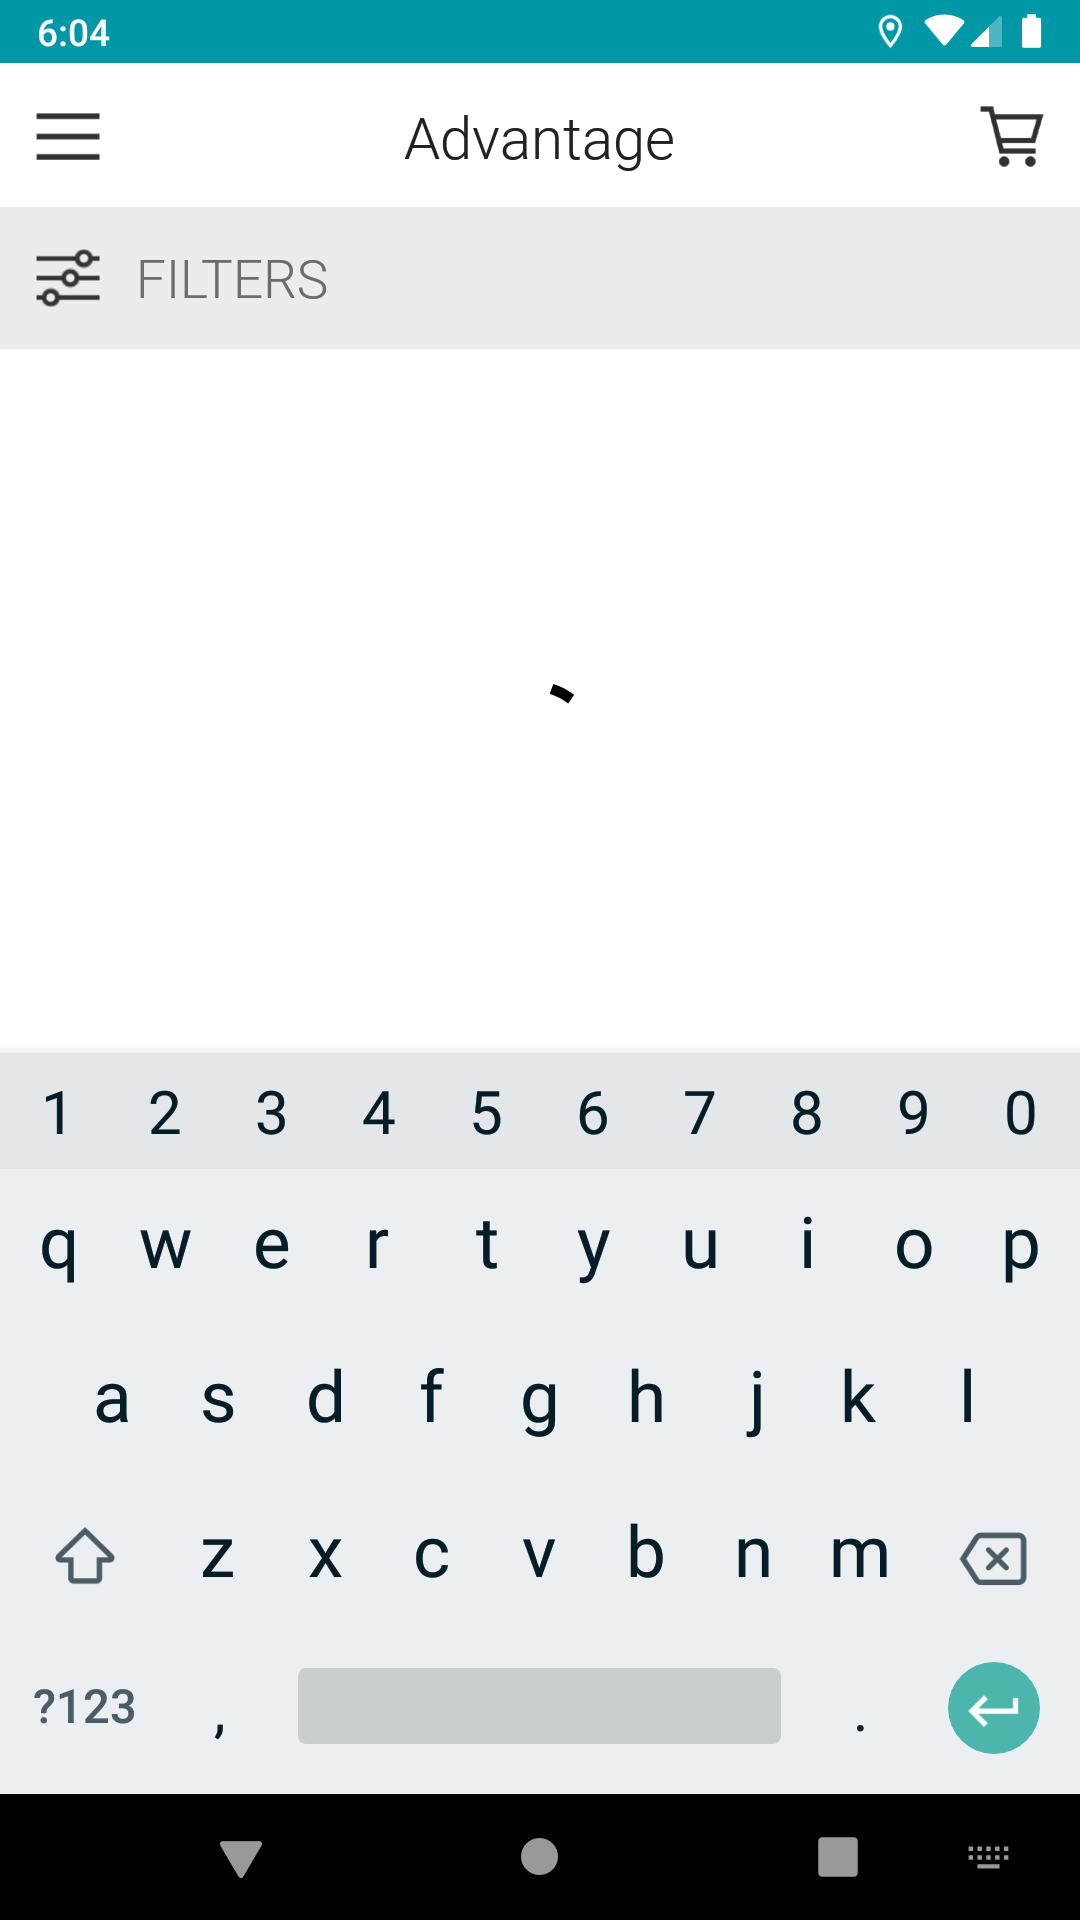 6:04
Advantage
FILTERS
1 2 3 4 5 6 7 8 9 0
q w e r t y u i o p
a s d f g h j k l
z x c v b n m
?123 , .